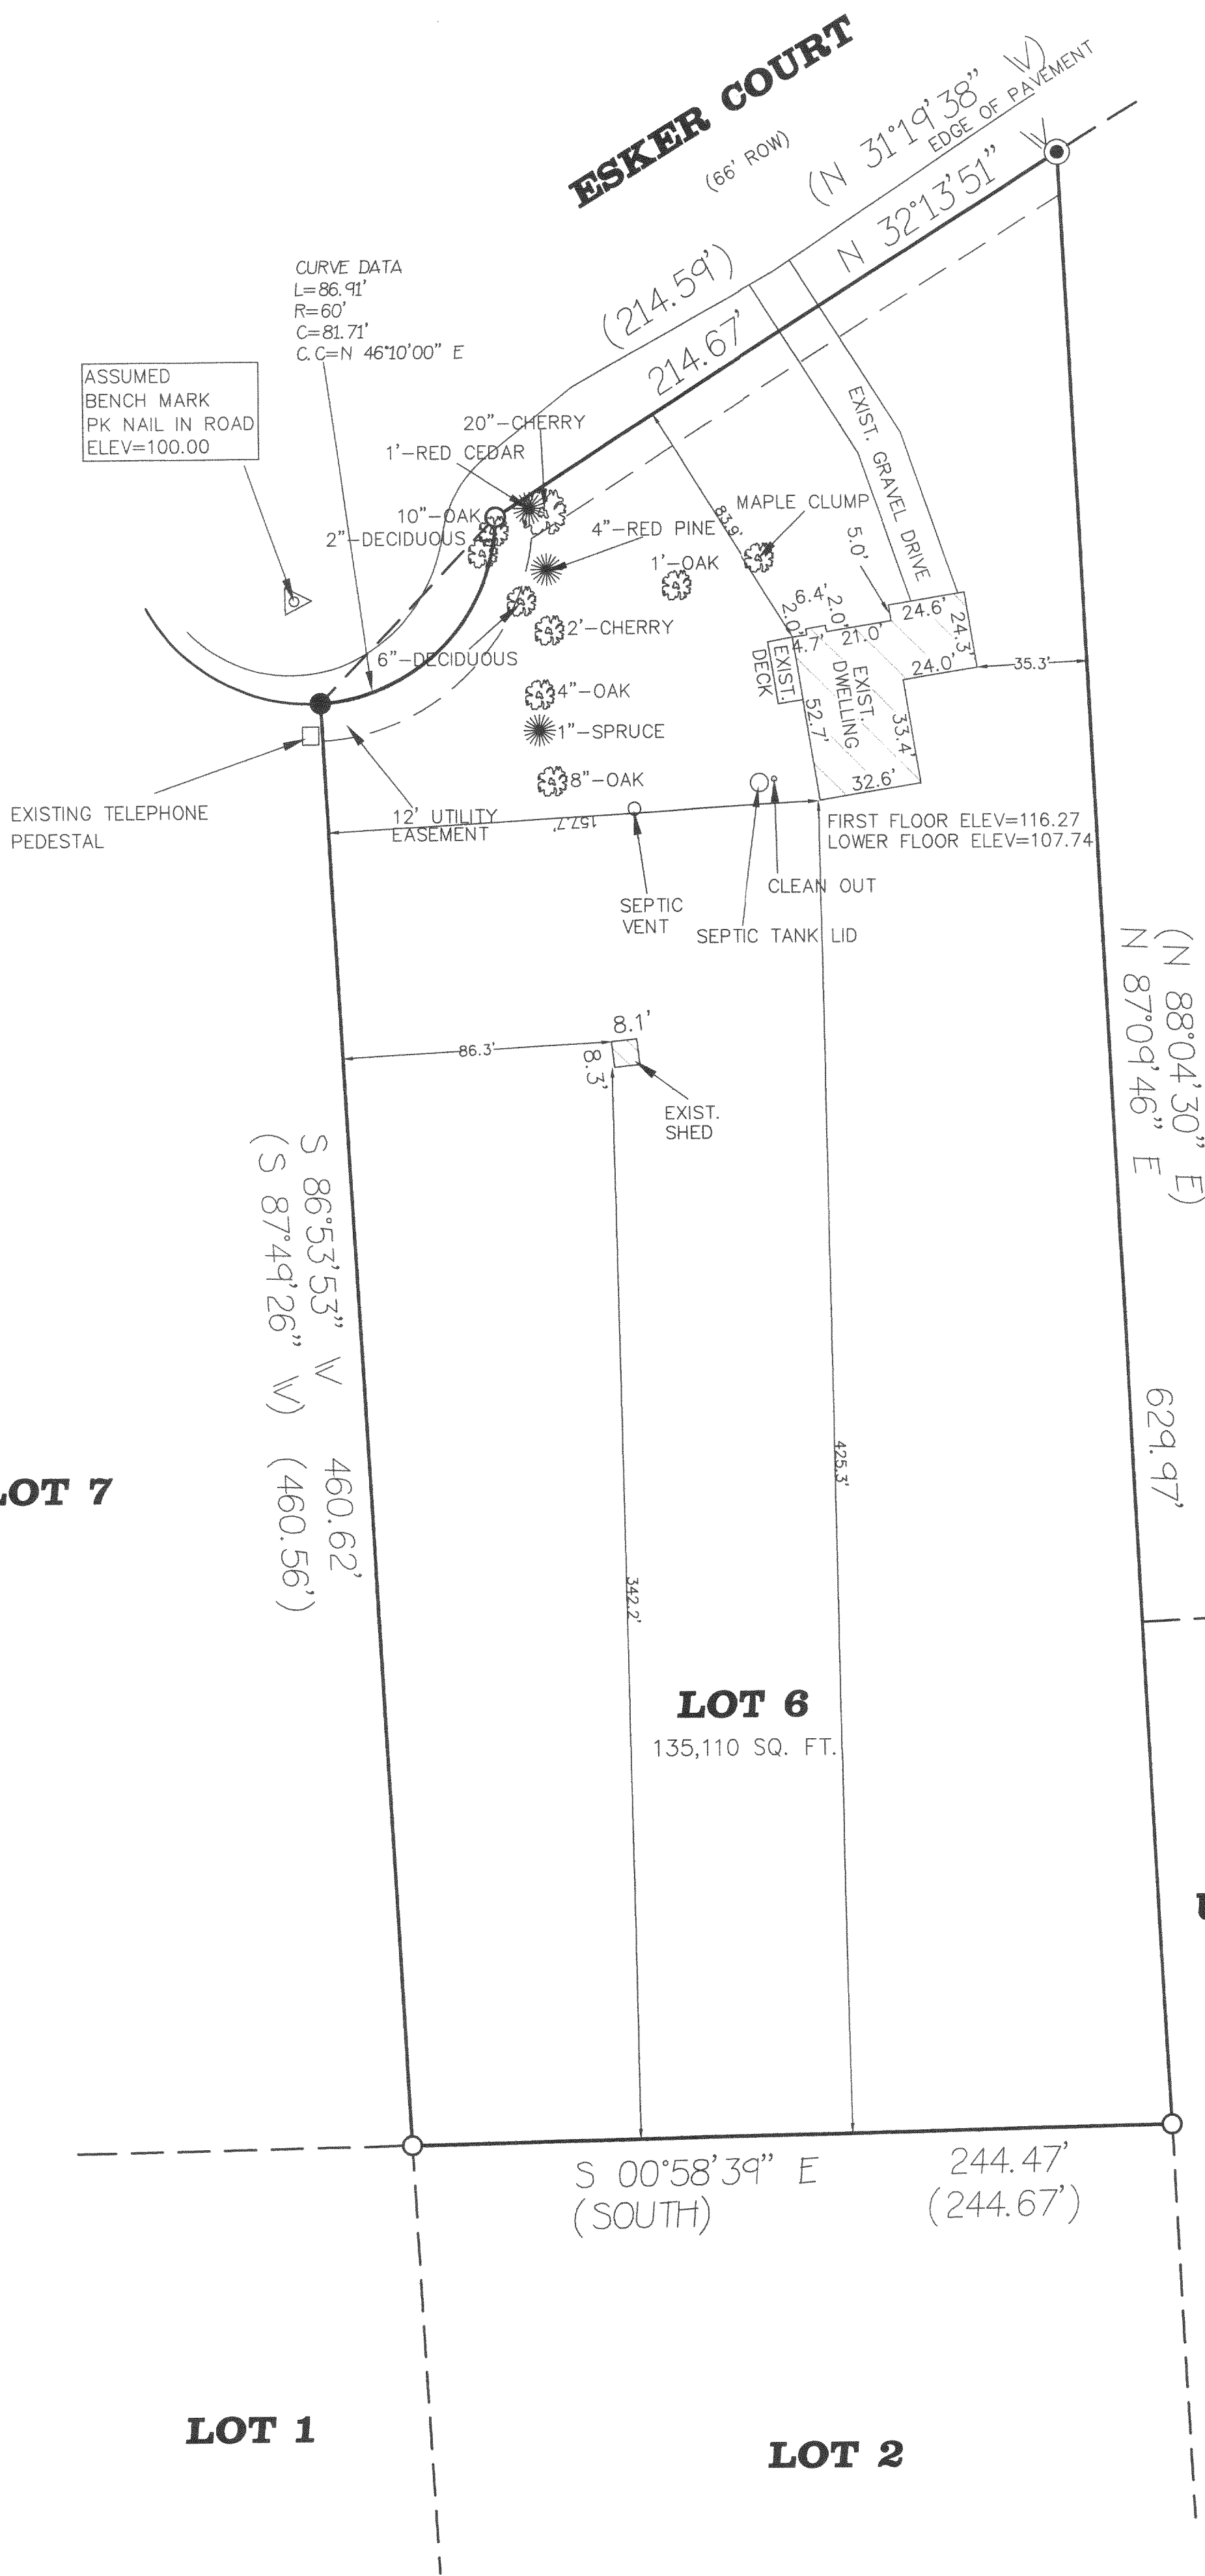 ESKER COURT
(66' ROW)
(N 31°19'38" W)
EDGE OF PAVEMENT
N 32°13'51" W
(214.59')
214.67'
CURVE DATA
L=86.91'
R=60'
C=81.71'
C.C=N 46°10'00" E
ASSUMED
BENCH MARK
PK NAIL IN ROAD
ELEV=100.00
20"-CHERRY
1'-RED CEDAR
10"-OAK
2"-DECIDUOUS
4"-RED PINE
1'-OAK
MAPLE CLUMP
83.9'
EXIST. GRAVEL DRIVE
5.0'
6.4'
2.0'
2.0'
4.7'
21.0'
24.6'
24.3'
24.0'
35.3'
2'-CHERRY
6"-DECIDUOUS
4"-OAK
1"-SPRUCE
8"-OAK
EXIST.
DECK
EXIST.
DWELLING
52.7'
33.4'
32.6'
EXISTING TELEPHONE
PEDESTAL
12' UTILITY
EASEMENT
157.7'
FIRST FLOOR ELEV=116.27
LOWER FLOOR ELEV=107.74
CLEAN OUT
SEPTIC
VENT
SEPTIC TANK LID
(N 88°04'30" E)
N 87°09'46" E
629.97'
8.1'
86.3'
8.3'
EXIST.
SHED
S 86°53'53" W 460.62'
(S 87°49'26" W) (460.56')
425.3'
342.2'
LOT 7
LOT 6
135,110 SQ. FT.
S 00°58'39" E 244.47'
(SOUTH) (244.67')
LOT 1
LOT 2